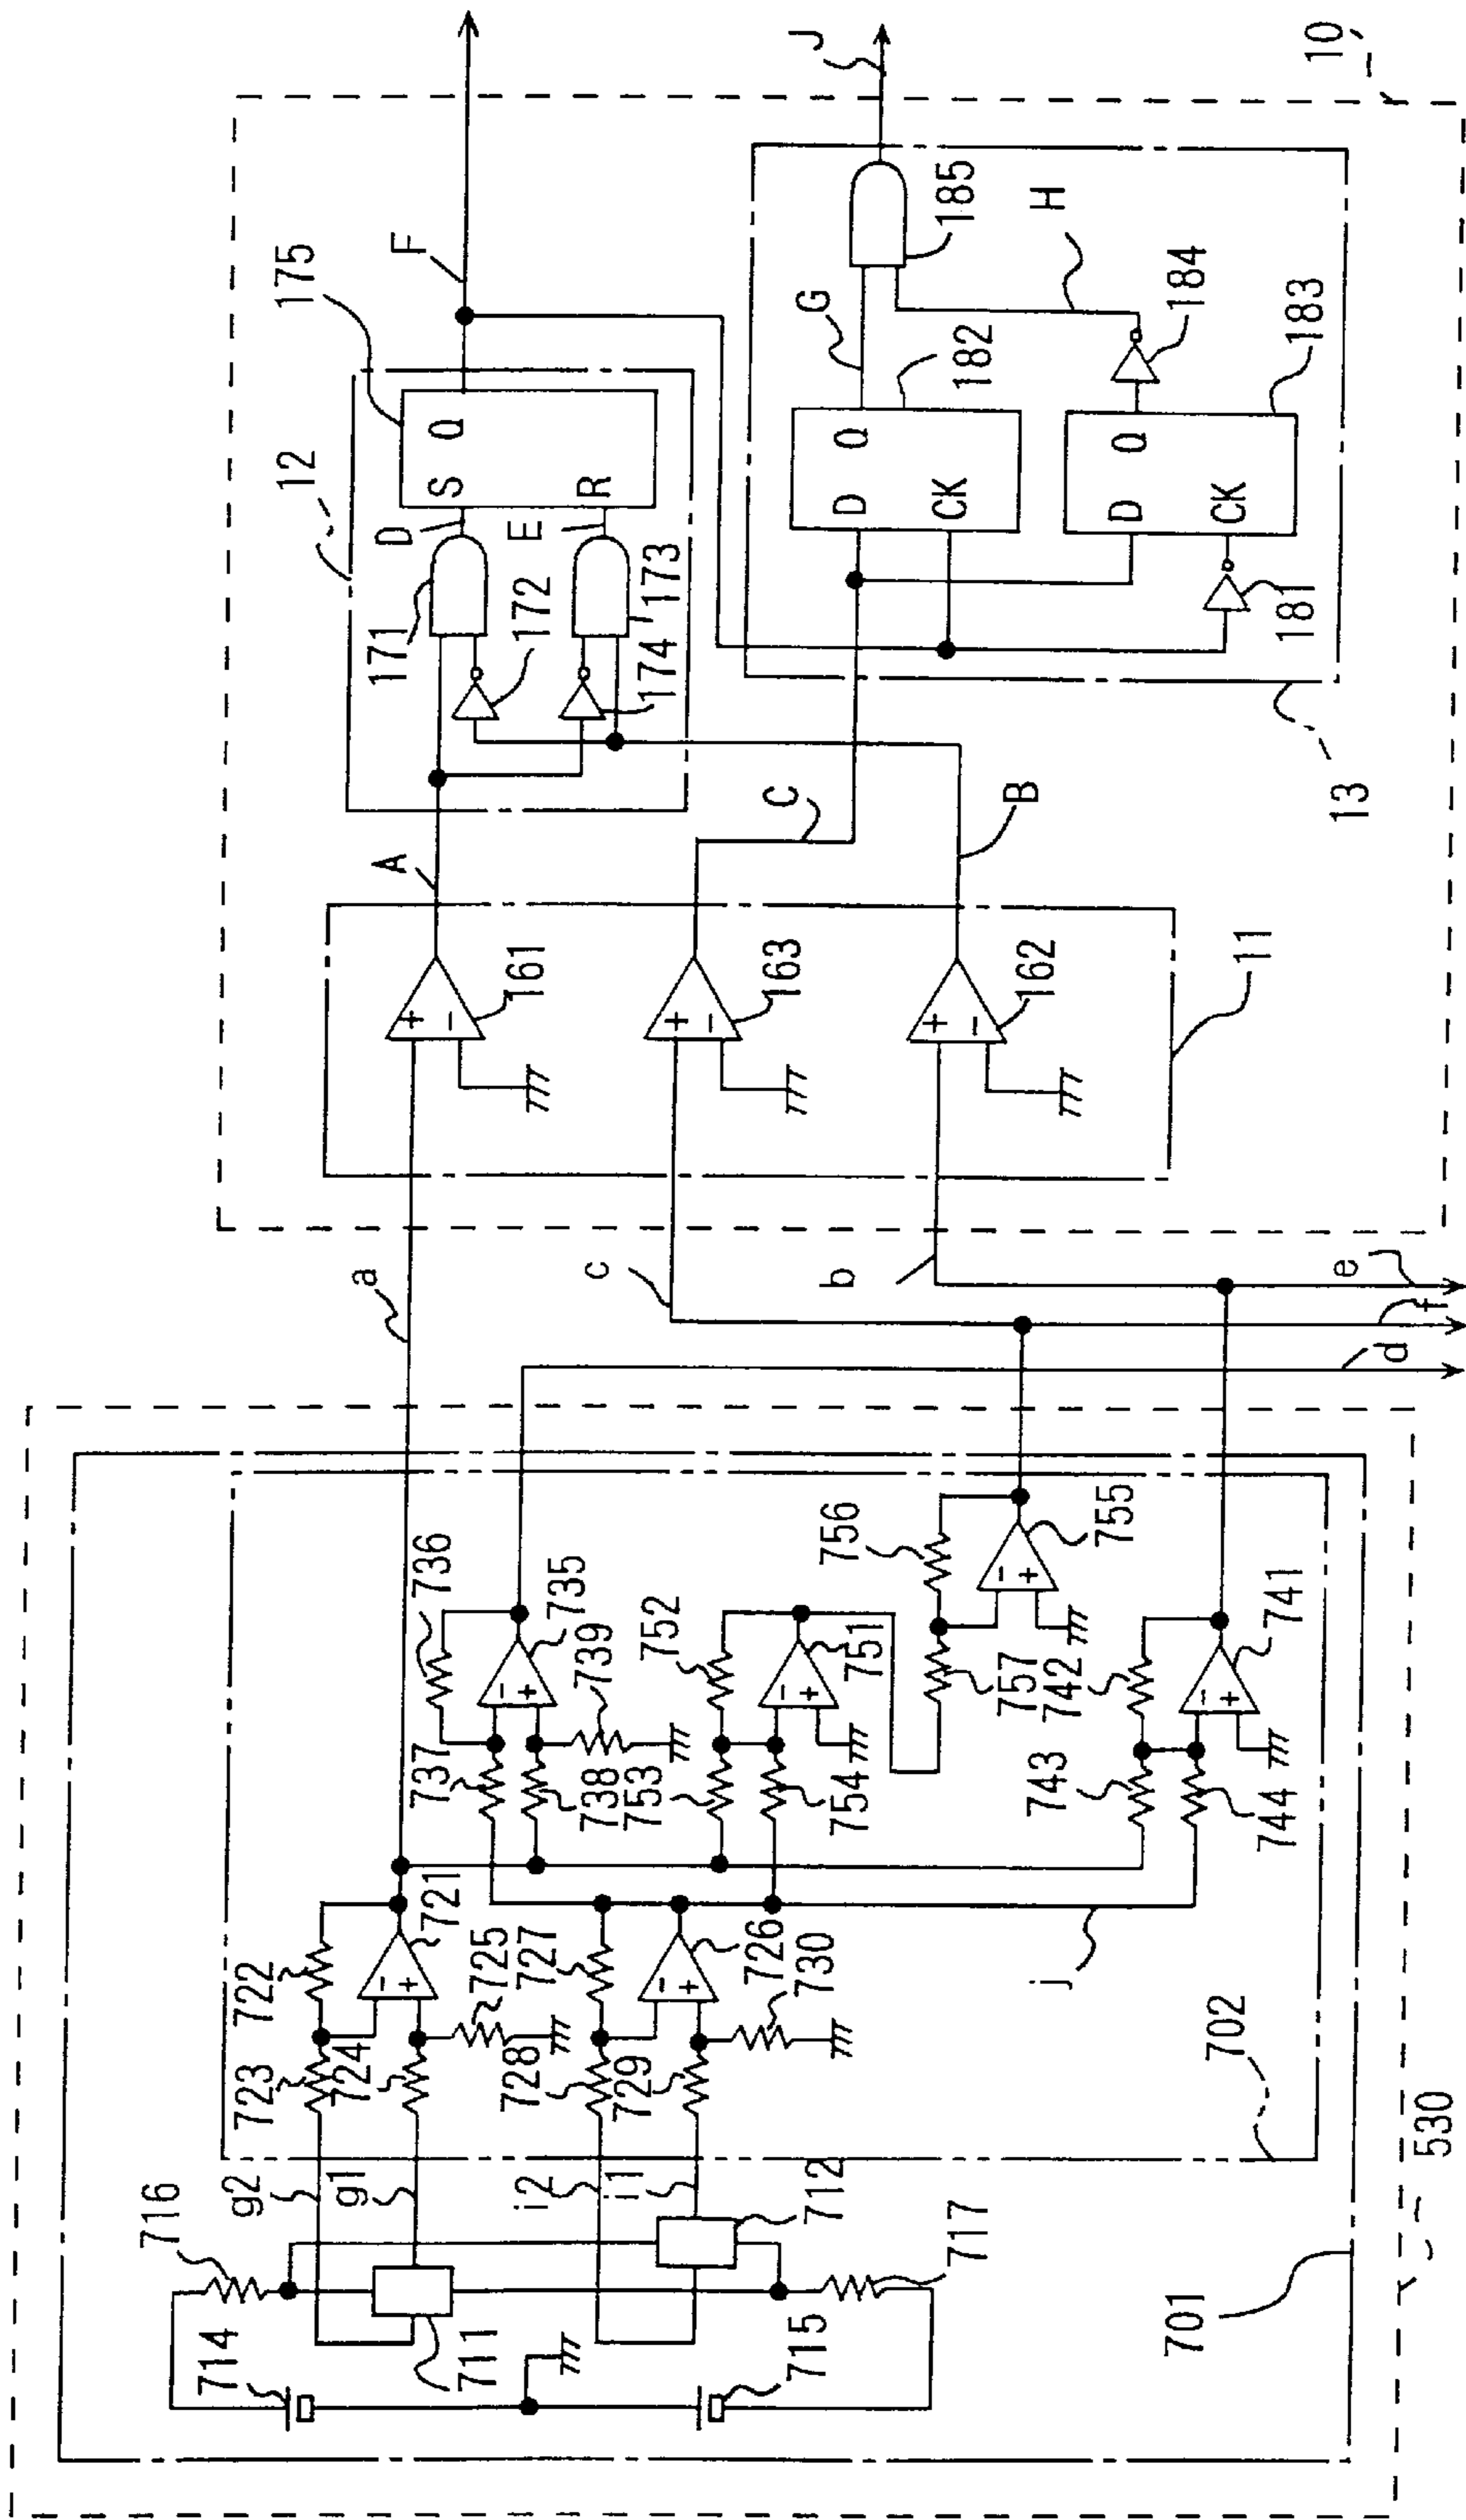 10
J
F
175
12
Q
S
R
D
E
171
172
173
174
185
H
G
182
184
183
D
Q
CK
D
Q
CK
181
13
A
C
B
161
+
-
163
+
-
162
+
-
11
a
c
b
e
f
d
736
735
737
738
739
-
+
752
751
753
754
-
+
756
755
757
-
+
742
741
743
744
-
+
722
721
723
724
725
-
+
727
726
728
729
730
-
+
j
702
g2
g1
i2
i1
716
712
717
714
711
715
701
530